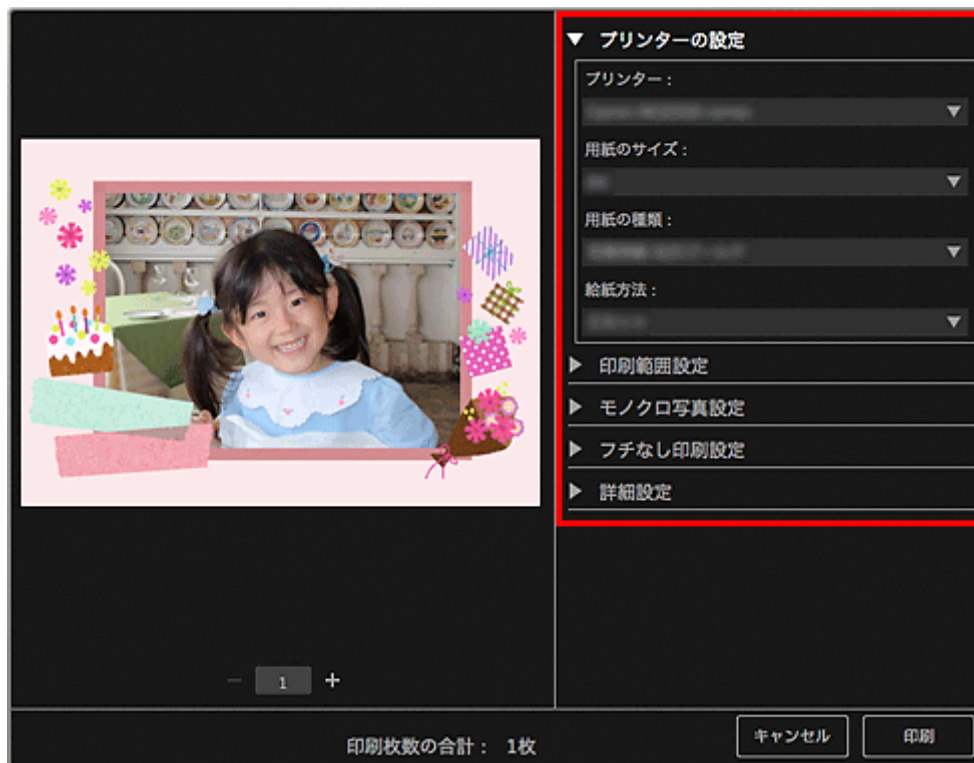 プリンターの設定
プリンター：
用紙のサイズ：
用紙の種類：
給紙方法：
印刷範囲設定
モノクロ写真設定
フチなし印刷設定
詳細設定
1
印刷枚数の合計： 1枚
キャンセル
印刷